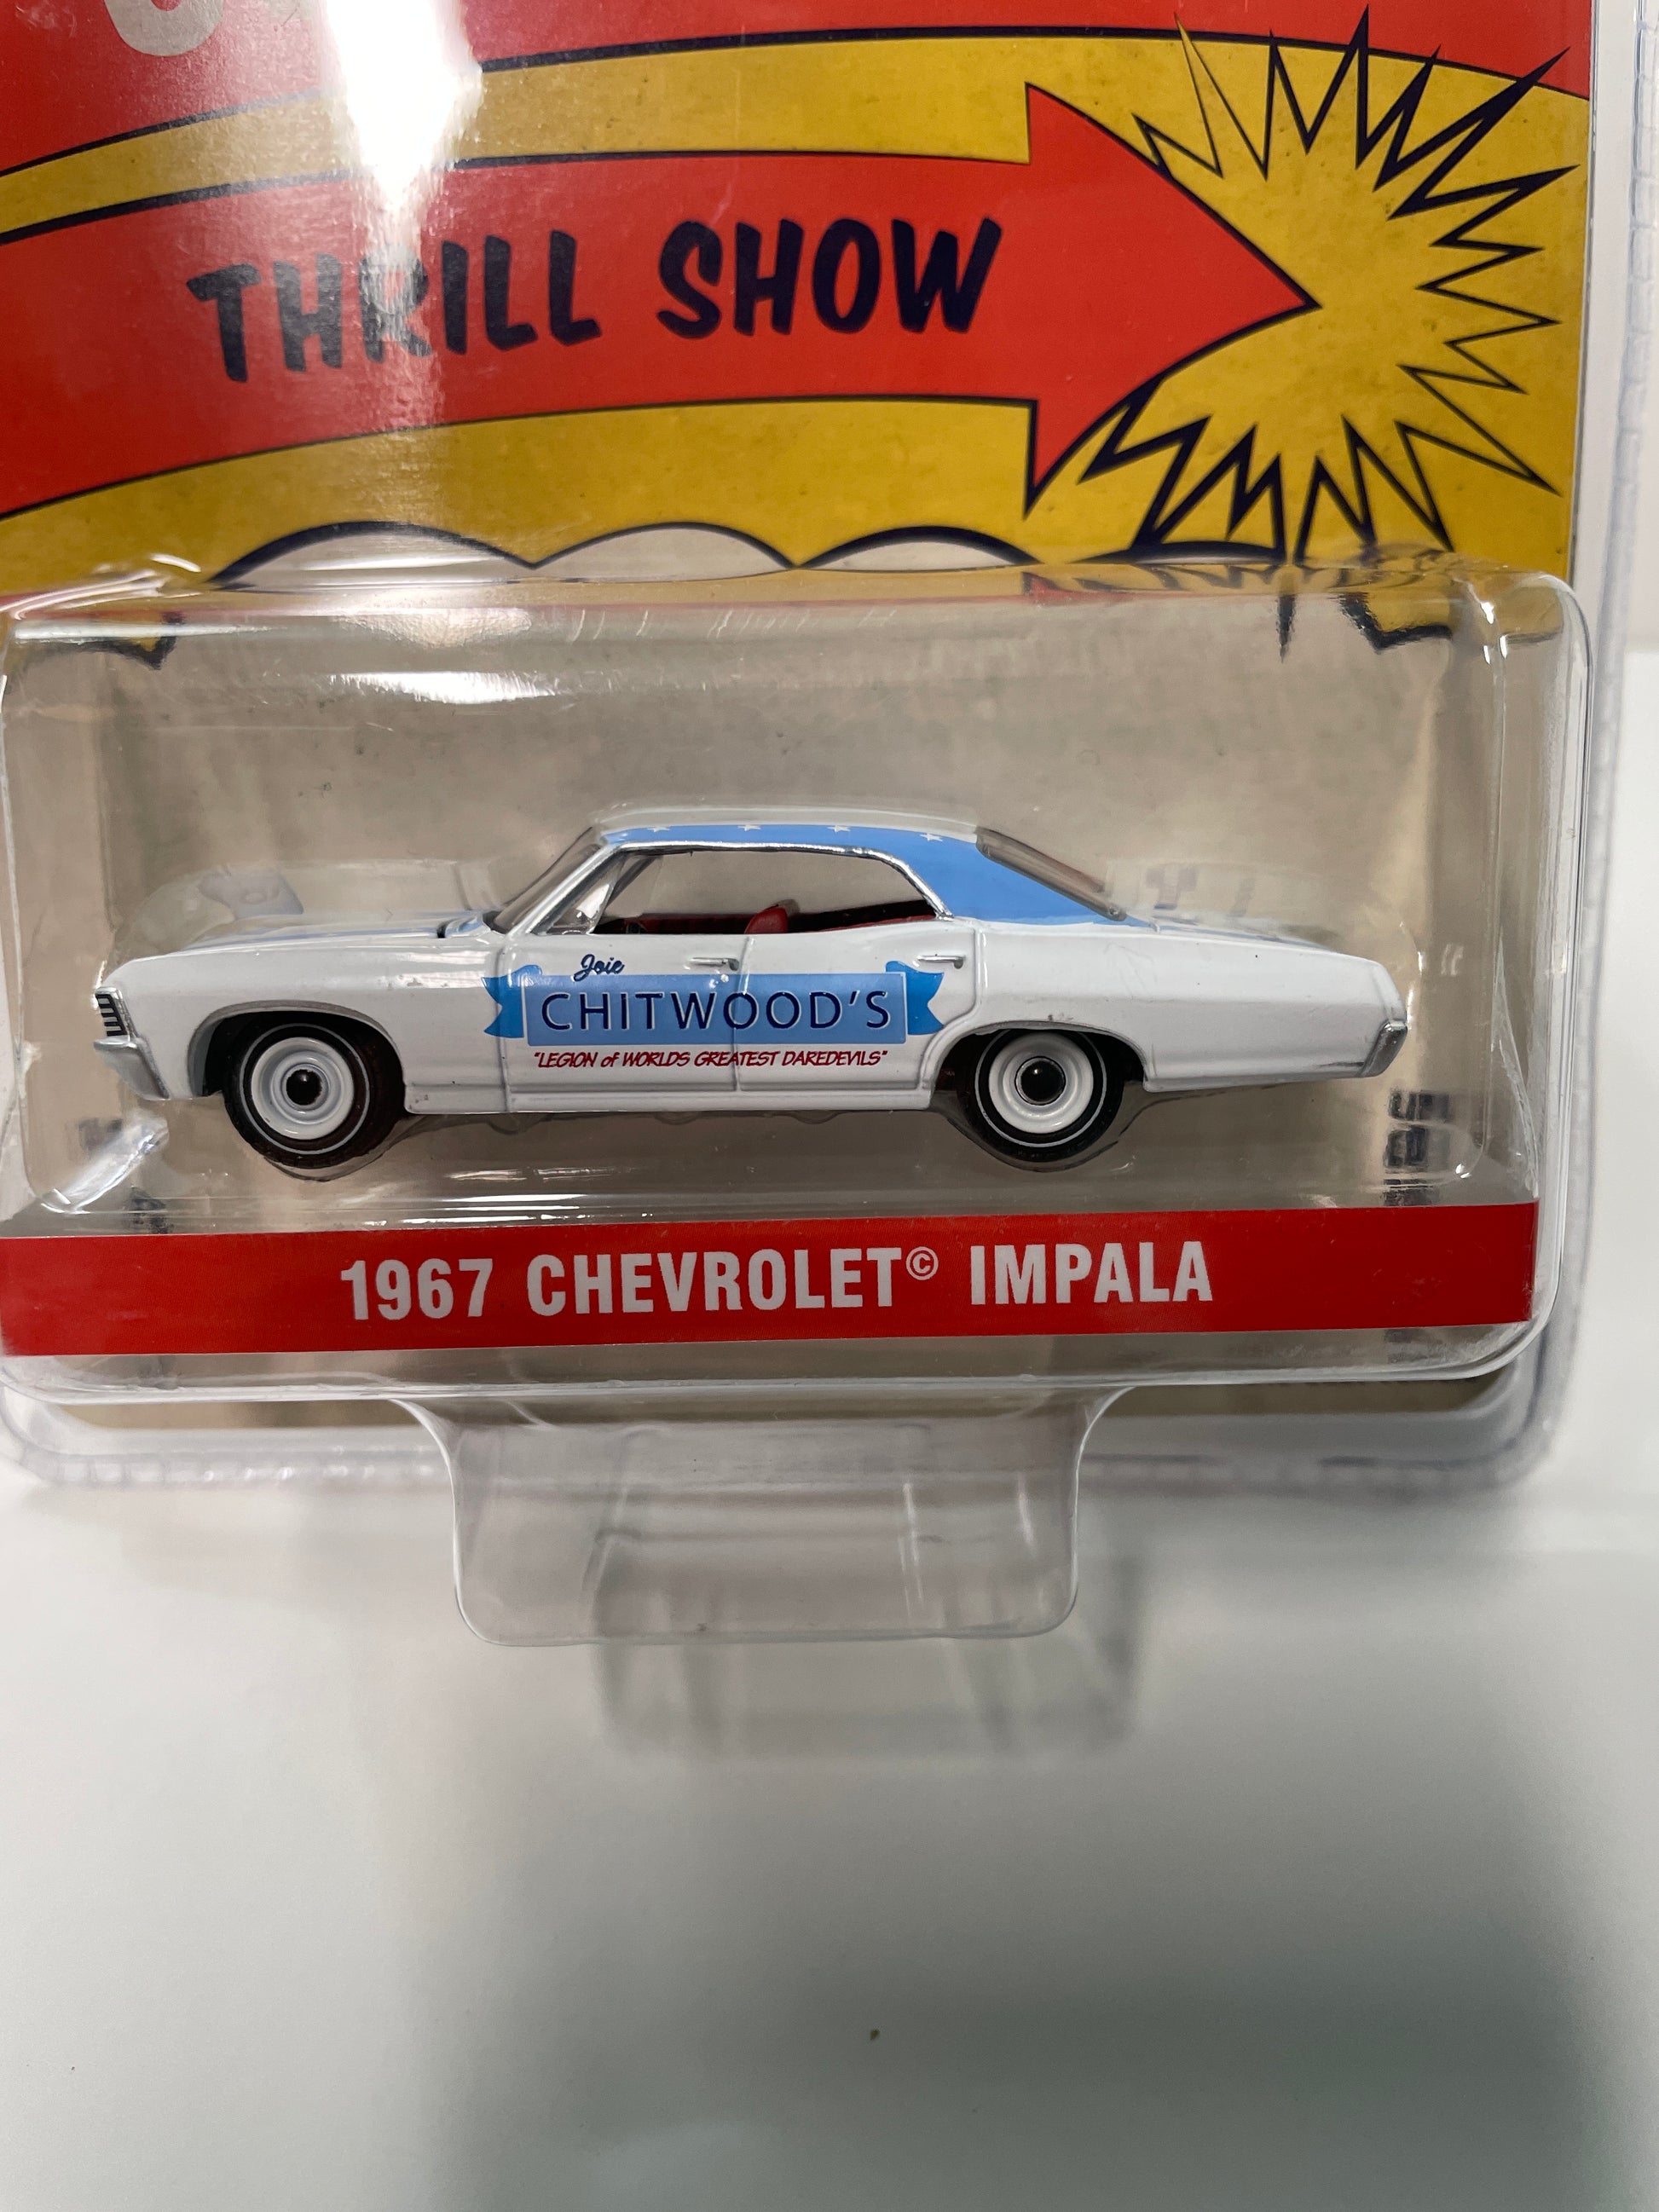 THRILL SHOW
Joie
CHITWOOD'S
"LEGION of WORLDS GREATEST DAREDEVILS"
1967 CHEVROLET© IMPALA